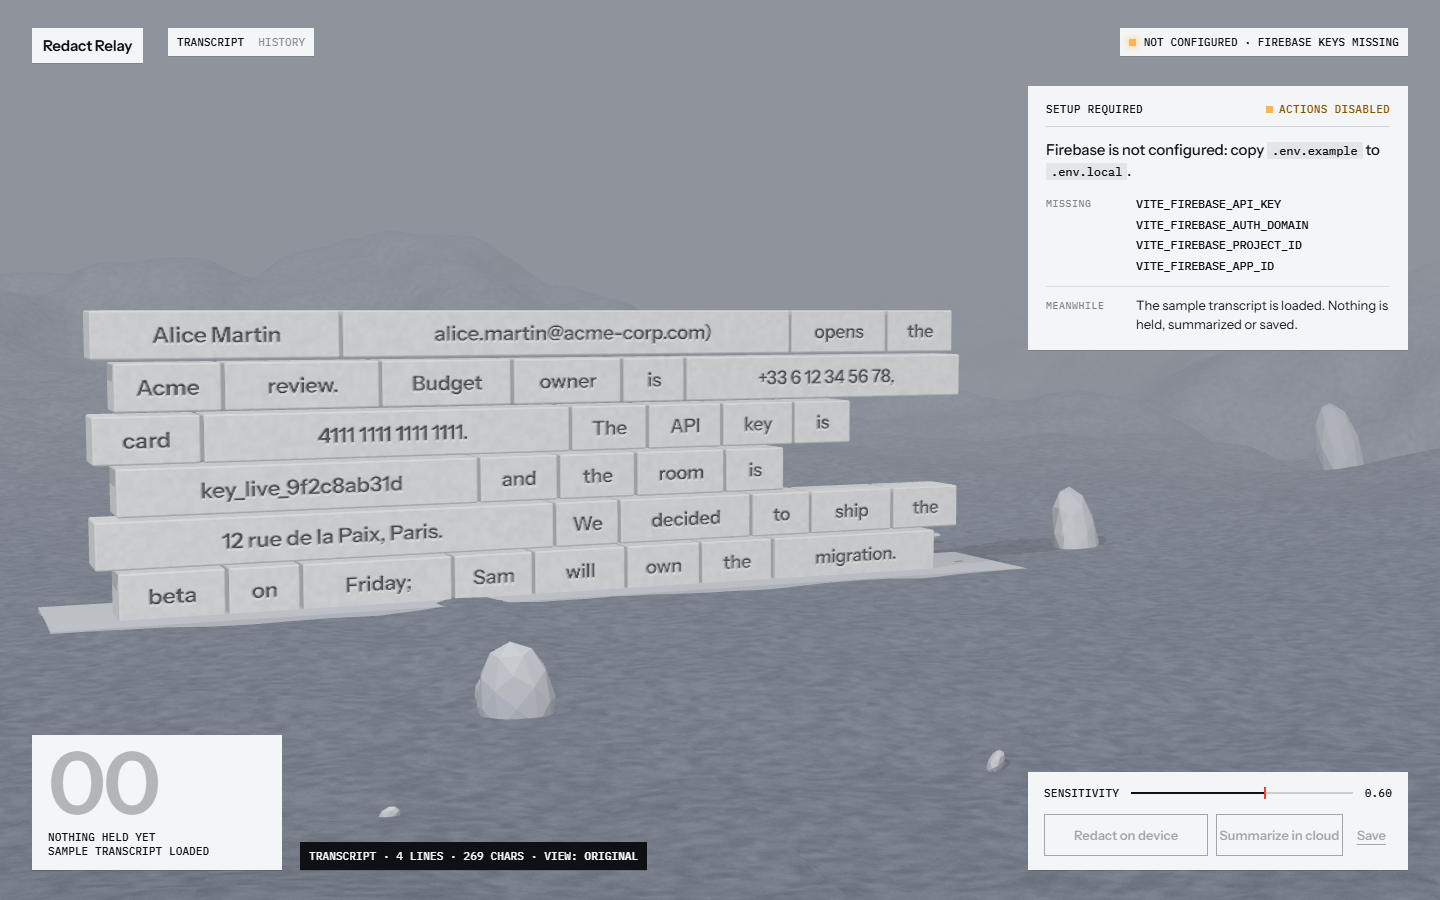 Redact Relay
TRANSCRIPT HISTORY
NOT CONFIGURED · FIREBASE KEYS MISSING
SETUP REQUIRED
ACTIONS DISABLED
Firebase is not configured: copy .env.example to
.env.local.
MISSING
VITE_FIREBASE_API_KEY
VITE_FIREBASE_AUTH_DOMAIN
VITE_FIREBASE_PROJECT_ID
VITE_FIREBASE_APP_ID
MEANWHILE
The sample transcript is loaded. Nothing is
held, summarized or saved.
Alice Martin alice.martin@acme-corp.com) opens the
Acme review. Budget owner is +33 6 12 34 56 78,
card 4111 1111 1111 1111. The API key is
key_live_9f2c8ab31d and the room is
12 rue de la Paix, Paris. We decided to ship the
beta on Friday; Sam will own the migration.
00
NOTHING HELD YET
SAMPLE TRANSCRIPT LOADED
TRANSCRIPT · 4 LINES · 269 CHARS · VIEW: ORIGINAL
SENSITIVITY 0.60
Redact on device Summarize in cloud Save